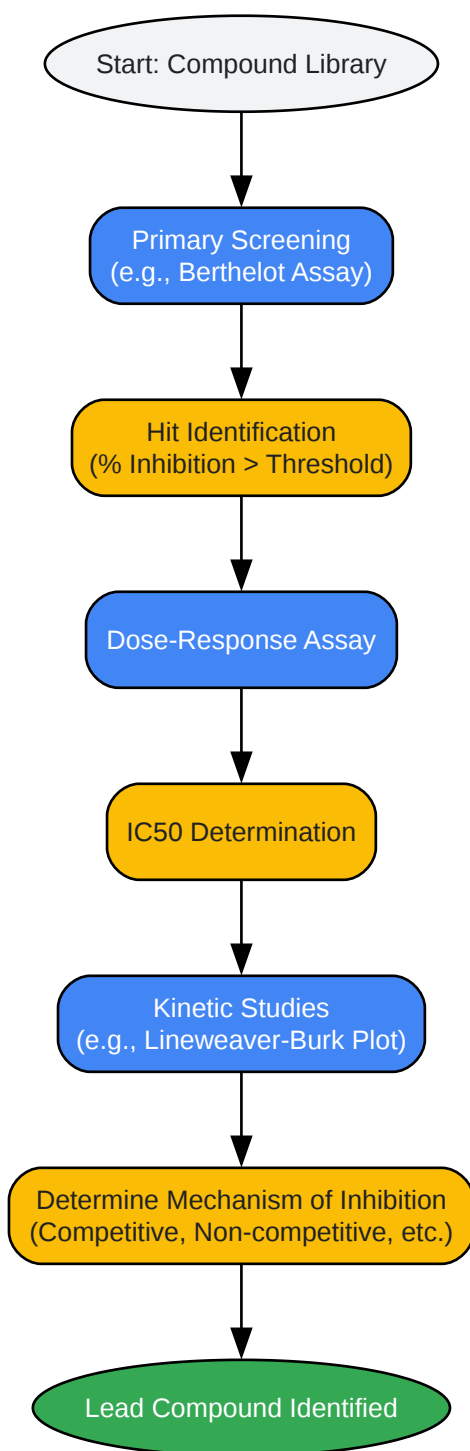 Start: Compound Library
Primary Screening
(e.g., Berthelot Assay)
Hit Identification
(% Inhibition > Threshold)
Dose-Response Assay
IC50 Determination
Kinetic Studies
(e.g., Lineweaver-Burk Plot)
Determine Mechanism of Inhibition
(Competitive, Non-competitive, etc.)
Lead Compound Identified